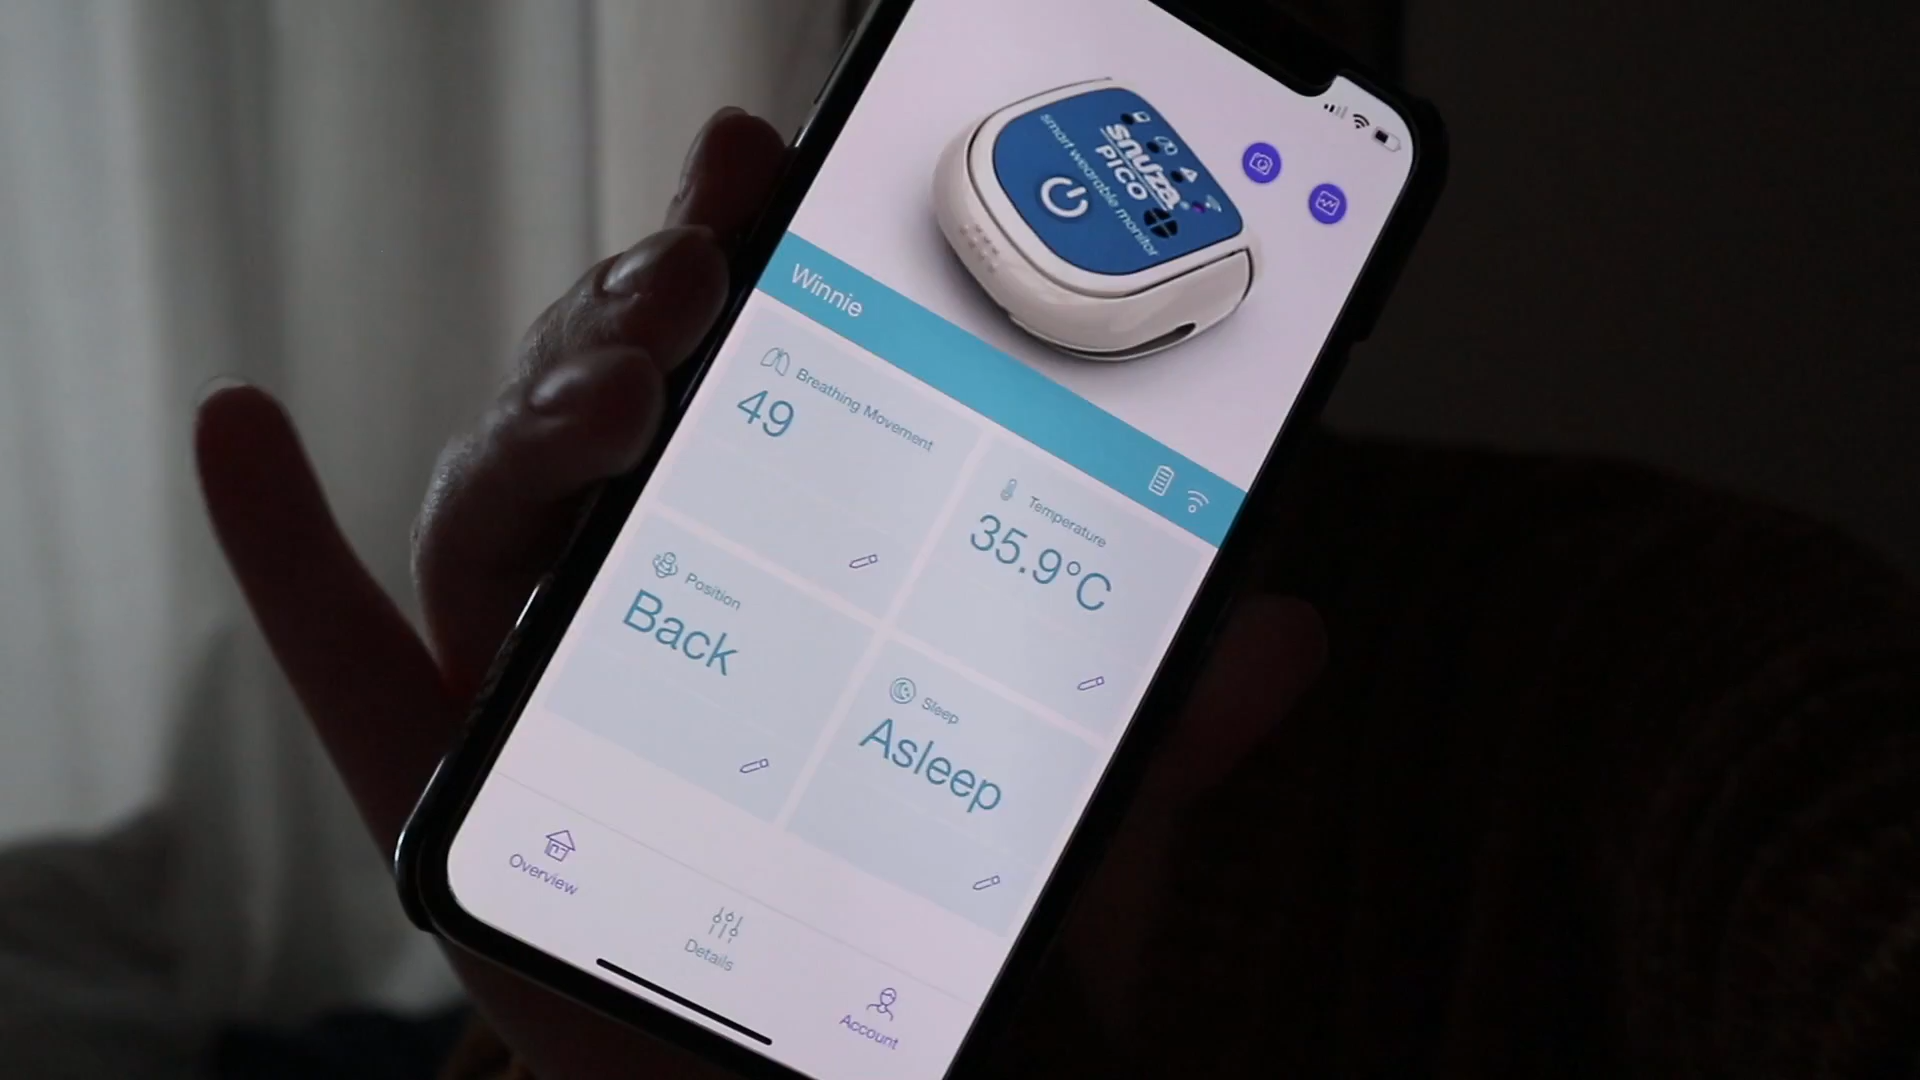 snuza
PICO
smart wearable monitor
Winnie
Breathing Movement
49
Temperature
35.9°C
Position
Back
Sleep
Asleep
Overview
Details
Account